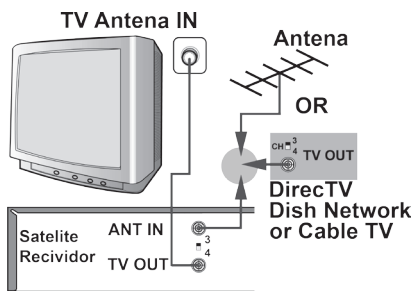 TV Antena IN
Antena
OR
CH 3
4
TV OUT
DirecTV
Dish Network
or Cable TV
Satelite
Recividor
ANT IN
3
4
TV OUT